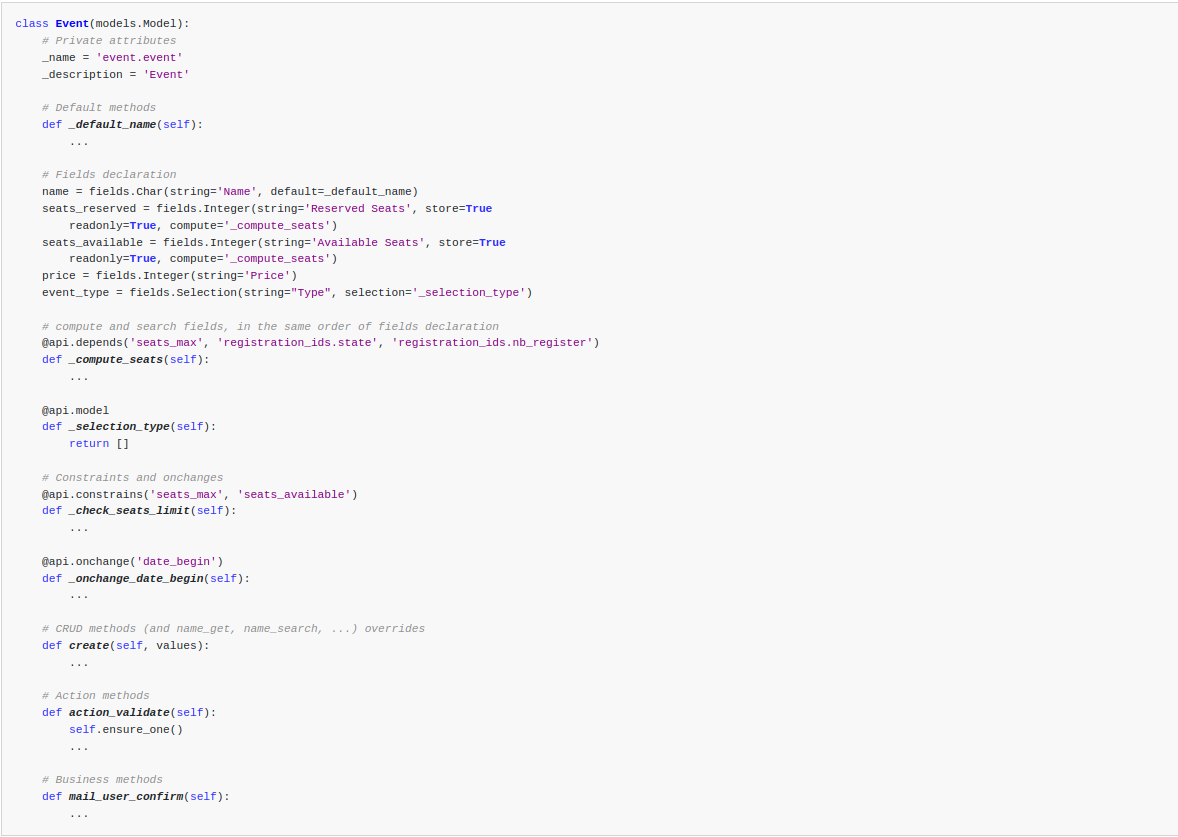 class Event(models.Model):
    # Private attributes
    _name = 'event.event'
    _description = 'Event'

    # Default methods
    def _default_name(self):
        ...

    # Fields declaration
    name = fields.Char(string='Name', default=_default_name)
    seats_reserved = fields.Integer(string='Reserved Seats', store=True
        readonly=True, compute='_compute_seats')
    seats_available = fields.Integer(string='Available Seats', store=True
        readonly=True, compute='_compute_seats')
    price = fields.Integer(string='Price')
    event_type = fields.Selection(string="Type", selection='_selection_type')

    # compute and search fields, in the same order of fields declaration
    @api.depends('seats_max', 'registration_ids.state', 'registration_ids.nb_register')
    def _compute_seats(self):
        ...

    @api.model
    def _selection_type(self):
        return []

    # Constraints and onchanges
    @api.constrains('seats_max', 'seats_available')
    def _check_seats_limit(self):
        ...

    @api.onchange('date_begin')
    def _onchange_date_begin(self):
        ...

    # CRUD methods (and name_get, name_search, ...) overrides
    def create(self, values):
        ...

    # Action methods
    def action_validate(self):
        self.ensure_one()
        ...

    # Business methods
    def mail_user_confirm(self):
        ...